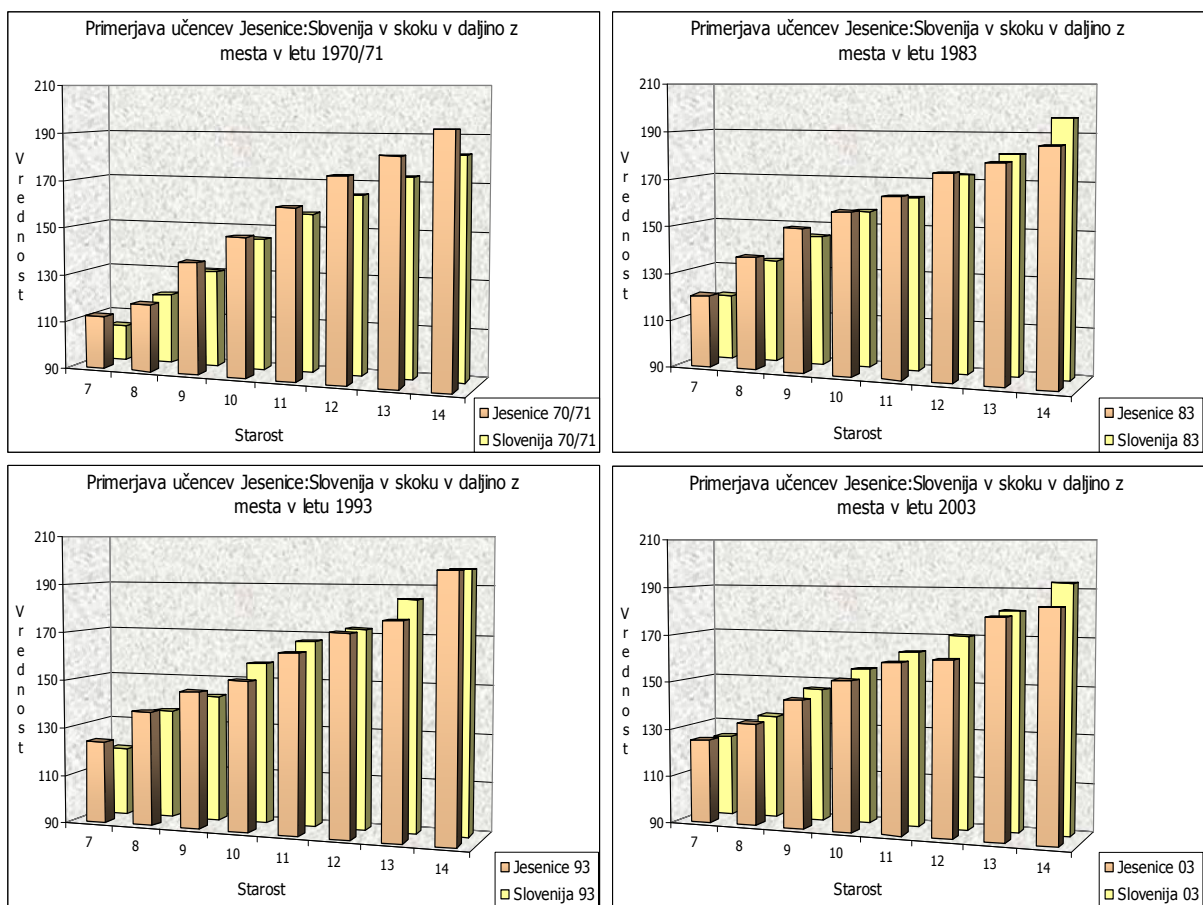 Primerjava učencev Jesenice:Slovenija v skoku v daljino z
mesta v letu 1970/71
210
190
170
150
130
110
90
Vrednost
7 8 9 10 11 12 13 14
Starost
Jesenice 70/71
Slovenija 70/71
Primerjava učencev Jesenice:Slovenija v skoku v daljino z
mesta v letu 1983
210
190
170
150
130
110
90
Vrednost
7 8 9 10 11 12 13 14
Starost
Jesenice 83
Slovenija 83
Primerjava učencev Jesenice:Slovenija v skoku v daljino z
mesta v letu 1993
210
190
170
150
130
110
90
Vrednost
7 8 9 10 11 12 13 14
Starost
Jesenice 93
Slovenija 93
Primerjava učencev Jesenice:Slovenija v skoku v daljino z
mesta v letu 2003
210
190
170
150
130
110
90
Vrednost
7 8 9 10 11 12 13 14
Starost
Jesenice 03
Slovenija 03